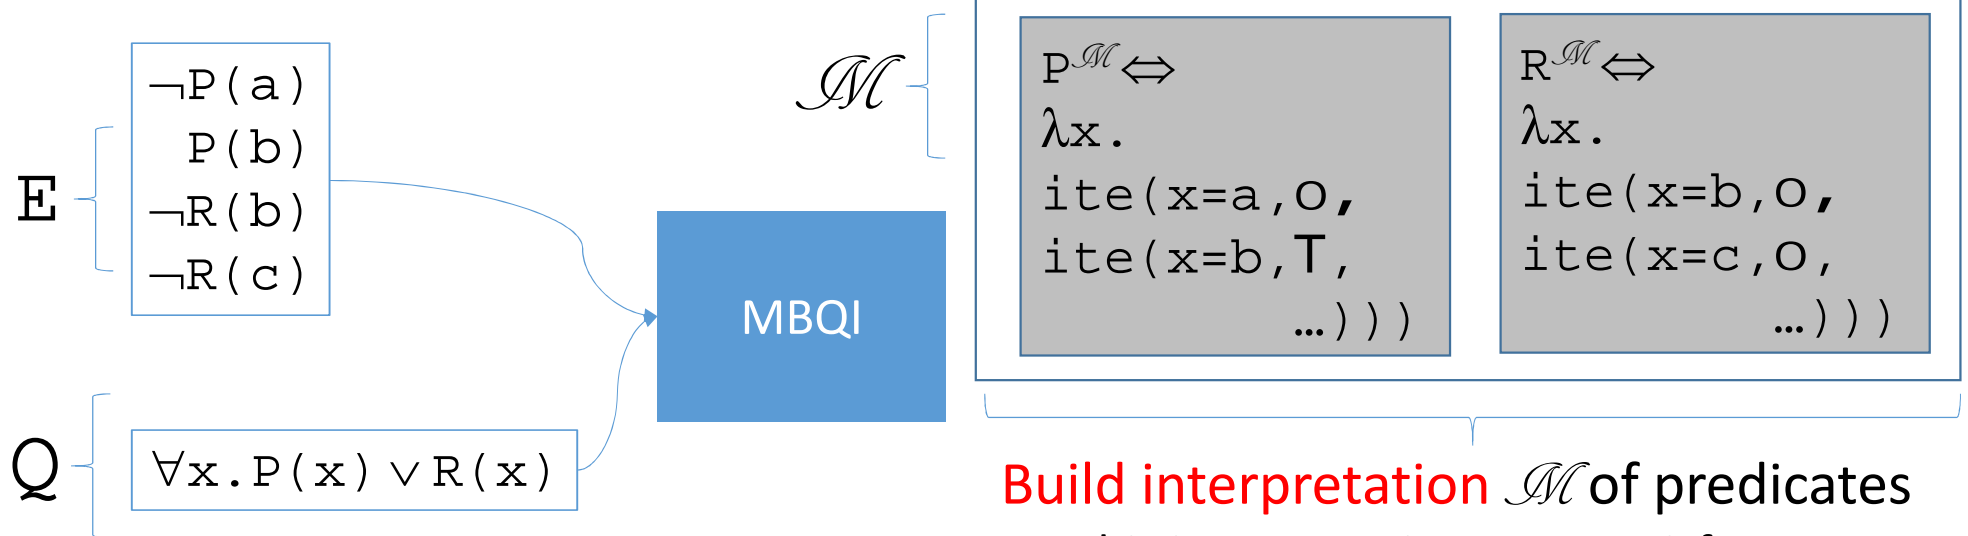 E
¬P(a)
P(b)
¬R(b)
¬R(c)
Q
∀x.P(x)∨R(x)
MBQI
ℳ
Pℳ⇔
λx.
ite(x=a,⊥,
ite(x=b,T,
…)))
Rℳ⇔
λx.
ite(x=b,⊥,
ite(x=c,⊥,
…)))
Build interpretation ℳ of predicates